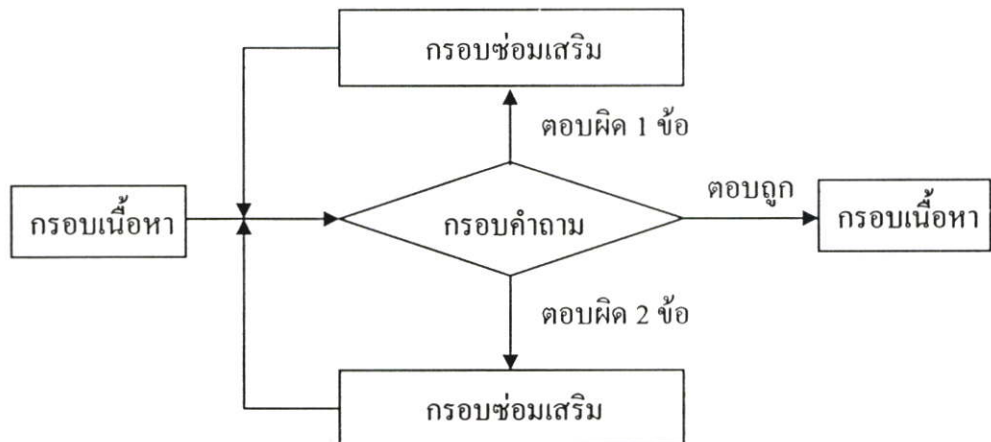 กรอบซ่อมเสริม
ตอบผิด 1 ข้อ
กรอบเนื้อหา
กรอบคำถาม
ตอบถูก
กรอบเนื้อหา
ตอบผิด 2 ข้อ
กรอบซ่อมเสริม